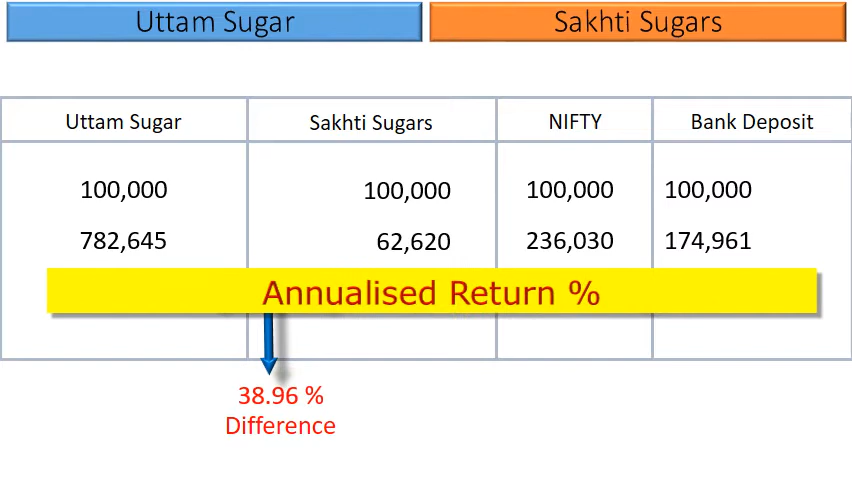 Uttam Sugar Sakhti Sugars
Uttam Sugar Sakhti Sugars NIFTY Bank Deposit
100,000 100,000 100,000 100,000
782,645 62,620 236,030 174,961
Annualised Return %
38.96 %
Difference